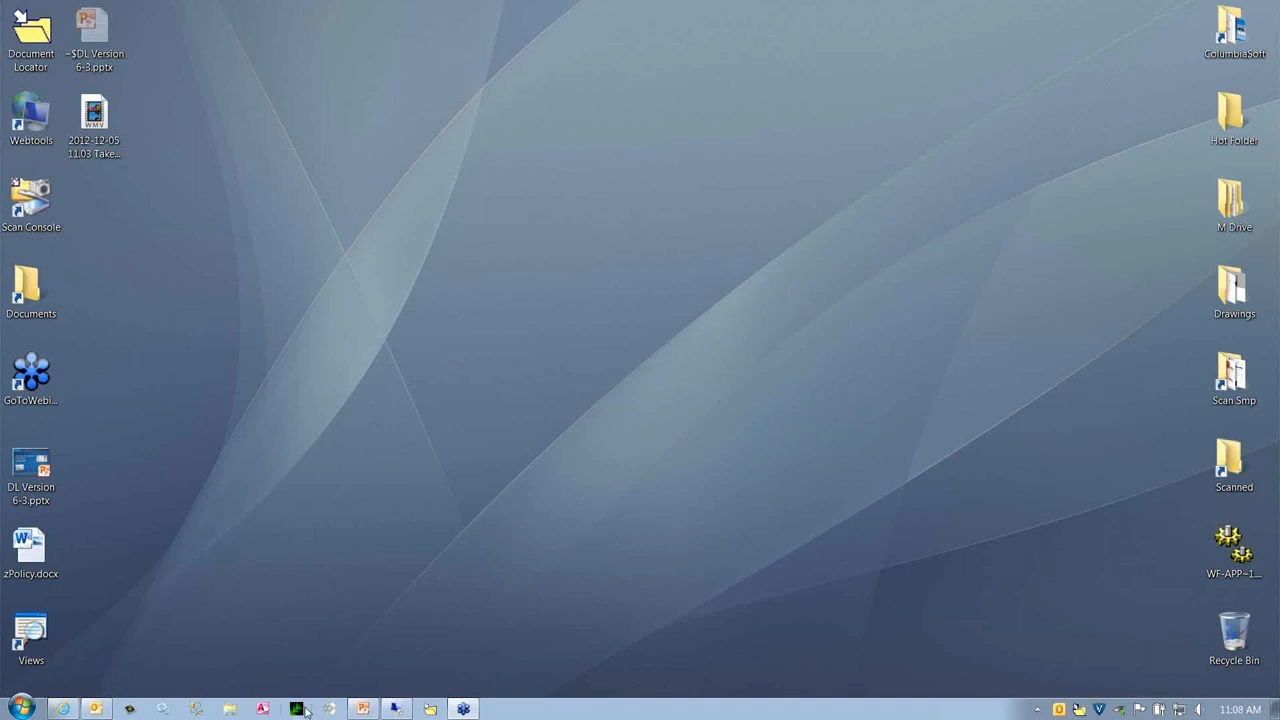 Document
Locator
~$DL Version
6-3.pptx
Webtools
WMV
2012-12-05
11.03 Take...
Scan Console
Documents
GoToWebi...
DL Version
6-3.pptx
zPolicy.docx
Views
ColumbiaSoft
Hot Folder
M Drive
Drawings
Scan Smp
Scanned
WF-APP~1....
Recycle Bin
11:08 AM